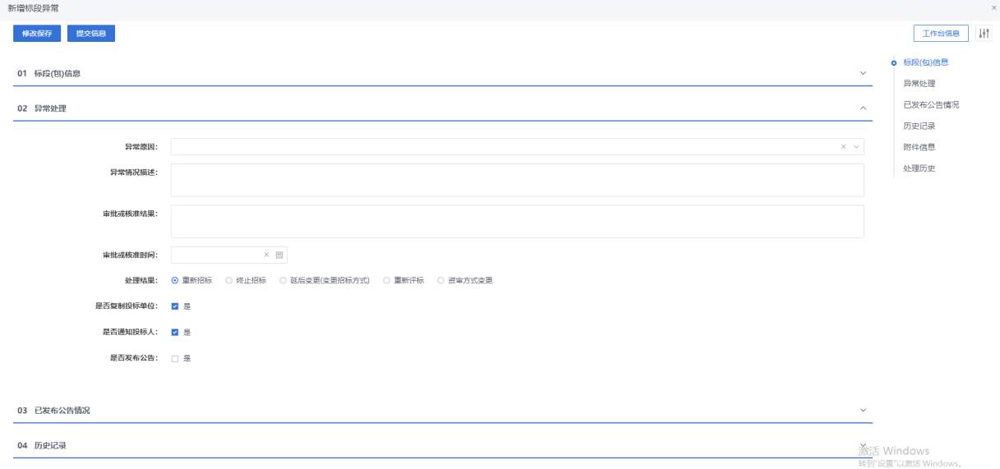 新增标段异常
修改保存 提交信息 工作台信息
01 标段(包)信息
02 异常处理
异常原因：
异常情况描述：
审批或核准结果：
审批或核准时间：
处理结果： 重新招标 终止招标 延后变更(变更招标方式) 重新评标 资审方式变更
是否复制投标单位： 是
是否通知投标人： 是
是否发布公告： 是
03 已发布公告情况
04 历史记录
标段(包)信息
异常处理
已发布公告情况
历史记录
附件信息
处理历史
激活 Windows
转到"设置"以激活 Windows。